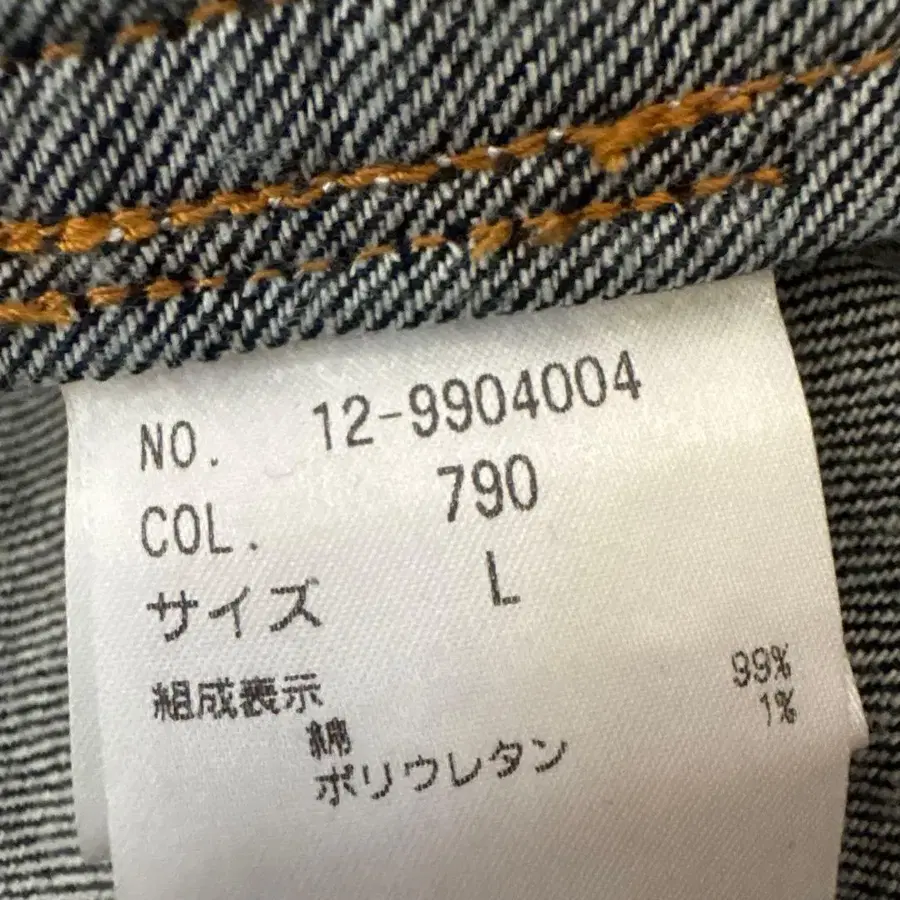 NO. 12-9904004
COL. 790
サイズ L
組成表示
綿 99%
ポリウレタン 1%